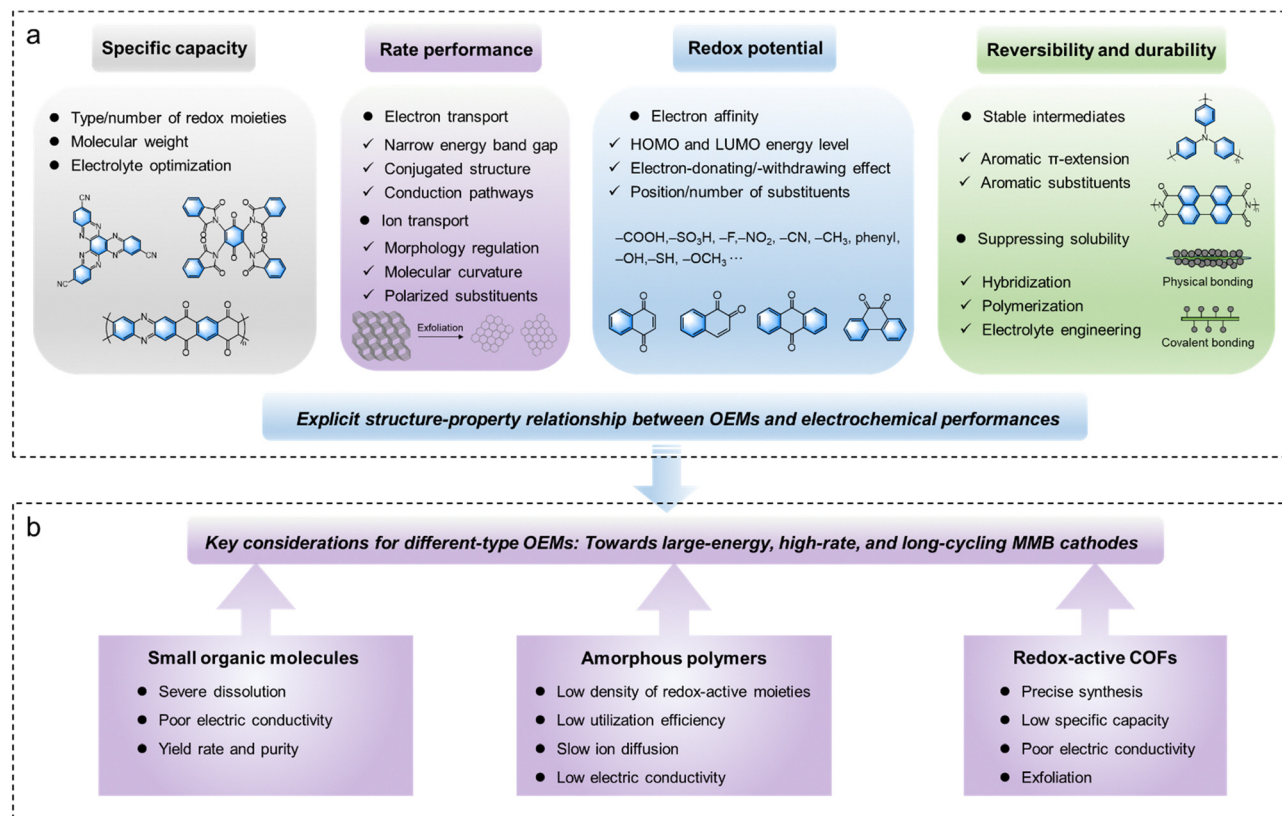 a
Specific capacity
Rate performance
Redox potential
Reversibility and durability
● Type/number of redox moieties
● Molecular weight
● Electrolyte optimization
CN
NC
CN
N
N
N
N
N
N
O
O
O
O
O
O
O
O
O
O
N
N
N
N
N
N
O
O
O
O
n
● Electron transport
✓ Narrow energy band gap
✓ Conjugated structure
✓ Conduction pathways
● Ion transport
✓ Morphology regulation
✓ Molecular curvature
✓ Polarized substituents
Exfoliation
● Electron affinity
✓ HOMO and LUMO energy level
✓ Electron-donating/-withdrawing effect
✓ Position/number of substituents
–COOH,–SO₃H, –F,–NO₂, –CN, –CH₃, phenyl,
–OH,–SH, –OCH₃ ···
O
O
O
O
O
O
O
O
● Stable intermediates
✓ Aromatic π-extension
✓ Aromatic substituents
● Suppressing solubility
✓ Hybridization
✓ Polymerization
✓ Electrolyte engineering
N
n
O
O
N
N
O
O
n
Physical bonding
Covalent bonding
Explicit structure-property relationship between OEMs and electrochemical performances
b
Key considerations for different-type OEMs: Towards large-energy, high-rate, and long-cycling MMB cathodes
Small organic molecules
● Severe dissolution
● Poor electric conductivity
● Yield rate and purity
Amorphous polymers
● Low density of redox-active moieties
● Low utilization efficiency
● Slow ion diffusion
● Low electric conductivity
Redox-active COFs
● Precise synthesis
● Low specific capacity
● Poor electric conductivity
● Exfoliation